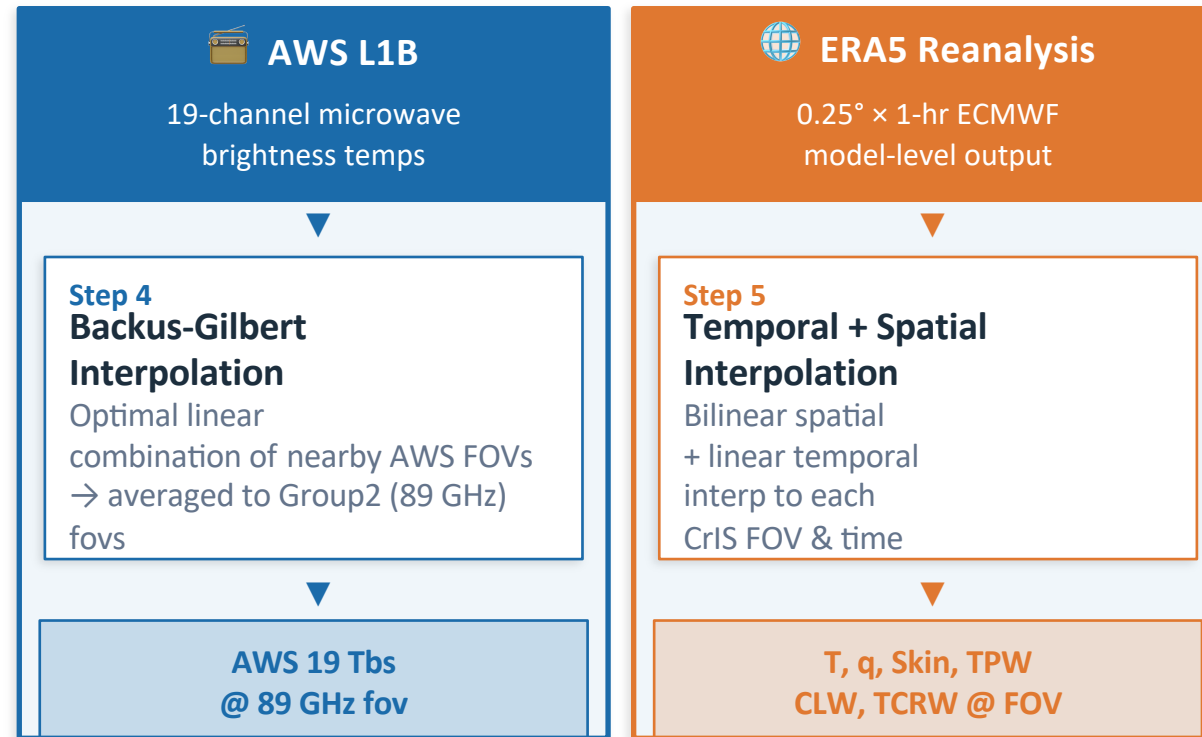 AWS L1B
19-channel microwave
brightness temps
Step 4
Backus-Gilbert
Interpolation
Optimal linear
combination of nearby AWS FOVs
→ averaged to Group2 (89 GHz)
fovs
AWS 19 Tbs
@ 89 GHz fov
ERA5 Reanalysis
0.25° × 1-hr ECMWF
model-level output
Step 5
Temporal + Spatial
Interpolation
Bilinear spatial
+ linear temporal
interp to each
CrIS FOV & time
T, q, Skin, TPW
CLW, TCRW @ FOV